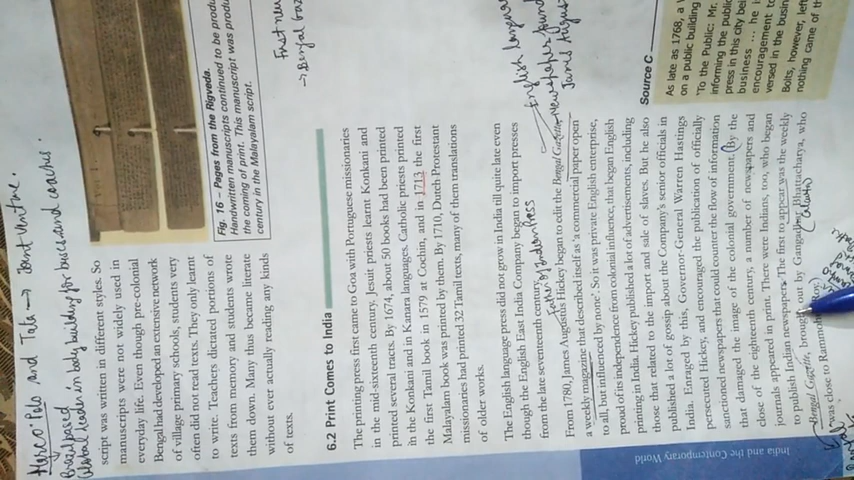 Merco Polo and Tata → Joint Venture.
Brazil based
Global leader in body building for buses and coaches.
script was written in different styles. So
manuscripts were not widely used in
everyday life. Even though pre-colonial
Bengal had developed an extensive network
of village primary schools, students very
often did not read texts. They only learnt
to write. Teachers dictated portions of
texts from memory and students wrote
them down. Many thus became literate
without ever actually reading any kinds
of texts.
Fig. 16 – Pages from the Rigveda.
Handwritten manuscripts continued to be produ
the coming of print. This manuscript was produ
century in the Malayalam script.
First new
→ Bengal Gaz
6.2 Print Comes to India
The printing press first came to Goa with Portuguese missionaries
in the mid-sixteenth century. Jesuit priests learnt Konkani and
printed several tracts. By 1674, about 50 books had been printed
in the Konkani and in Kanara languages. Catholic priests printed
the first Tamil book in 1579 at Cochin, and in 1713 the first
Malayalam book was printed by them. By 1710, Dutch Protestant
missionaries had printed 32 Tamil texts, many of them translations
of older works.
The English language press did not grow in India till quite late even
though the English East India Company began to import presses
from the late seventeenth century.
Father of Indian Press
English language
Newspaper found
James August
From 1780, James Augustus Hickey began to edit the Bengal Gazette,
a weekly magazine that described itself as 'a commercial paper open
to all, but influenced by none'. So it was private English enterprise,
proud of its independence from colonial influence, that began English
printing in India. Hickey published a lot of advertisements, including
those that related to the import and sale of slaves. But he also
published a lot of gossip about the Company's senior officials in
India. Enraged by this, Governor-General Warren Hastings
persecuted Hickey, and encouraged the publication of officially
sanctioned newspapers that could counter the flow of information
that damaged the image of the colonial government. By the
close of the eighteenth century, a number of newspapers and
journals appeared in print. There were Indians, too, who began
to publish Indian newspapers. The first to appear was the weekly
Bengal Gazette, brought out by Gangadhar Bhattacharya, who
was close to Rammohun Roy.
Source C
As late as 1768, a
on a public building
'To the Public: Mr.
informing the public
press in this city bei
business ... he i
encouragement to
versed in the busin
Bolts, however, left
nothing came of th
India and the Contemporary World